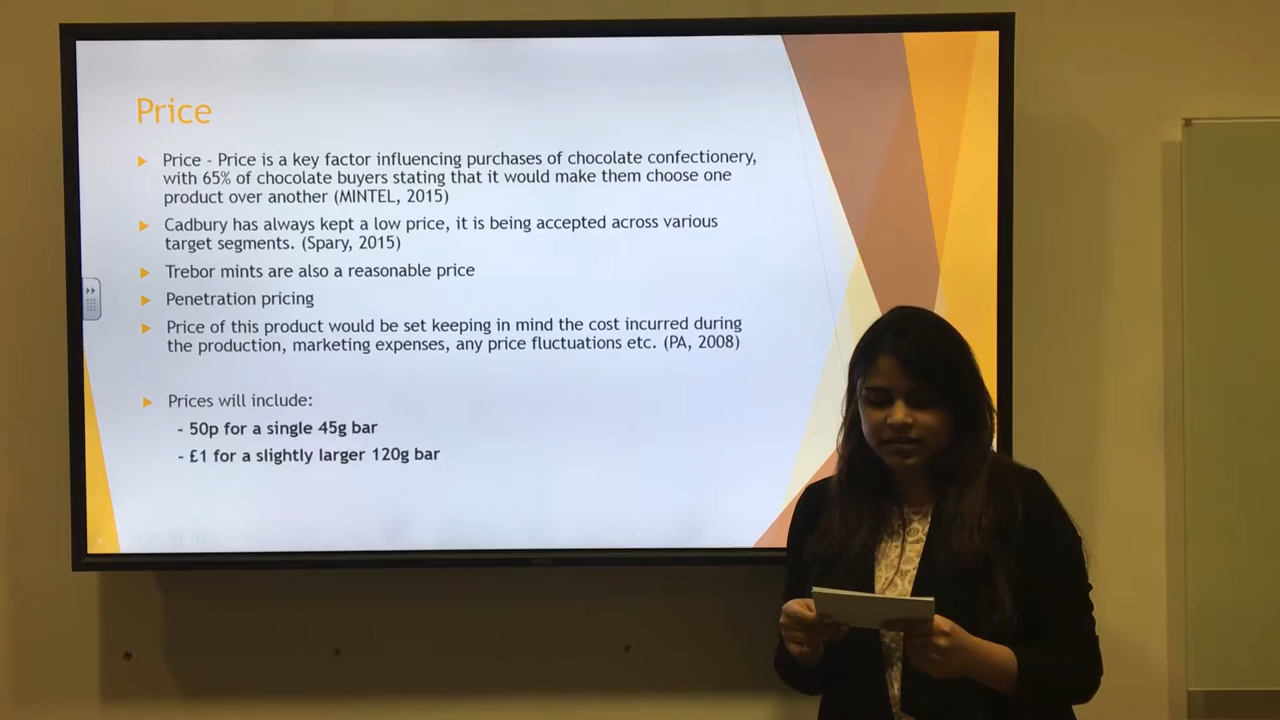 Price
Price - Price is a key factor influencing purchases of chocolate confectionery,
with 65% of chocolate buyers stating that it would make them choose one
product over another (MINTEL, 2015)
Cadbury has always kept a low price, it is being accepted across various
target segments. (Spary, 2015)
Trebor mints are also a reasonable price
Penetration pricing
Price of this product would be set keeping in mind the cost incurred during
the production, marketing expenses, any price fluctuations etc. (PA, 2008)
Prices will include:
- 50p for a single 45g bar
- £1 for a slightly larger 120g bar